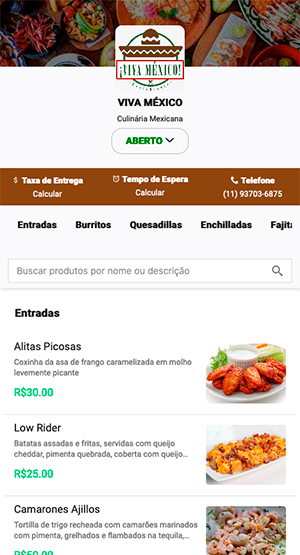 ¡VIVA MÉXICO!
VIVA MÉXICO
Culinária Mexicana
ABERTO
Taxa de Entrega
Calcular
Tempo de Espera
Calcular
Telefone
(11) 93703-6875
Entradas Burritos Quesadillas Enchilladas Fajita
Buscar produtos por nome ou descrição
Entradas
Alitas Picosas
Coxinha da asa de frango caramelizada em molho
levemente picante
R$30.00
Low Rider
Batatas assadas e fritas, servidas com queijo
cheddar, pimenta quebrada, coberta com queijo...
R$25.00
Camarones Ajillos
Tortilla de trigo recheada com camarões marinados
com pimenta, grelhados e flambados na tequila,...
R$50.00